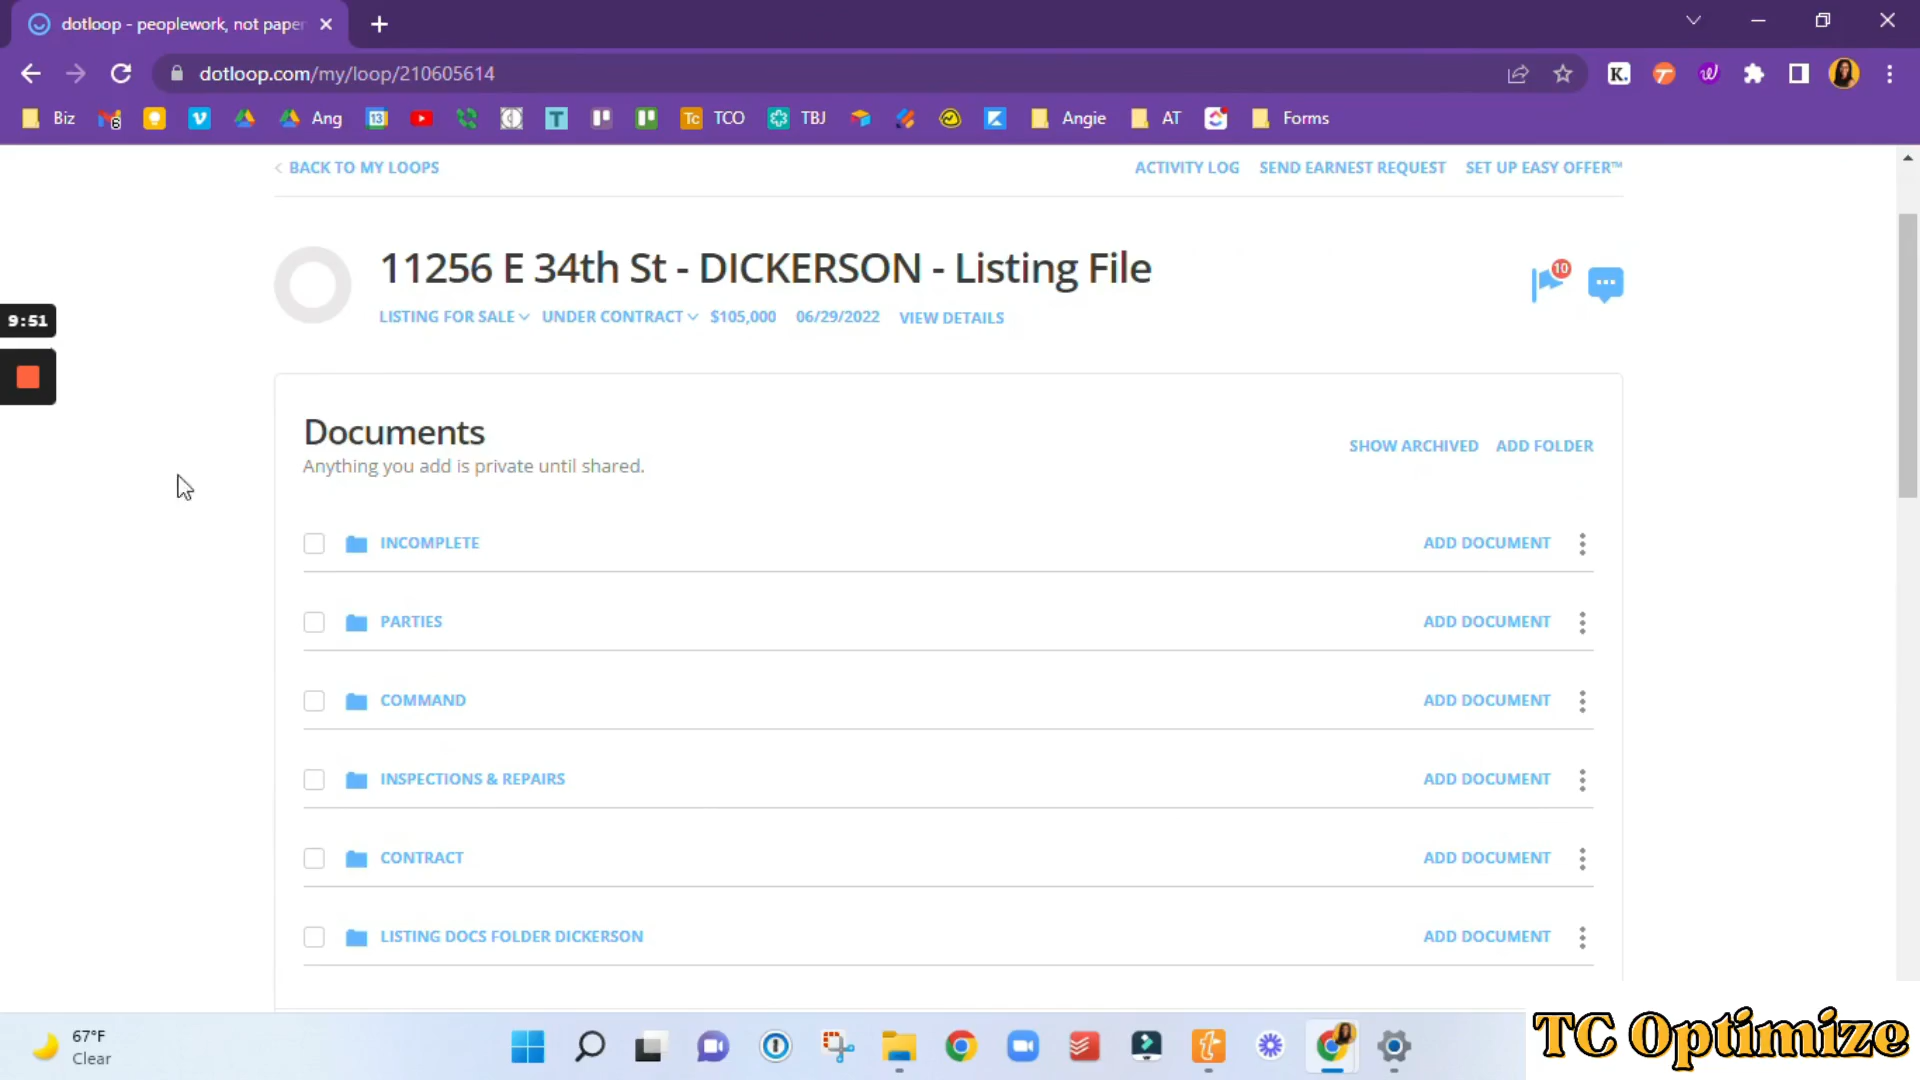 dotloop - peoplework, not paper
dotloop.com/my/loop/210605614
K.
Biz
Ang
13
T
Tc TCO
TBJ
Angie
AT
Forms
BACK TO MY LOOPS
ACTIVITY LOG
SEND EARNEST REQUEST
SET UP EASY OFFER™
11256 E 34th St - DICKERSON - Listing File
10
LISTING FOR SALE
UNDER CONTRACT
$105,000
06/29/2022
VIEW DETAILS
9:51
Documents
Anything you add is private until shared.
SHOW ARCHIVED
ADD FOLDER
INCOMPLETE
ADD DOCUMENT
PARTIES
ADD DOCUMENT
COMMAND
ADD DOCUMENT
INSPECTIONS & REPAIRS
ADD DOCUMENT
CONTRACT
ADD DOCUMENT
LISTING DOCS FOLDER DICKERSON
ADD DOCUMENT
67°F
Clear
TC Optimize